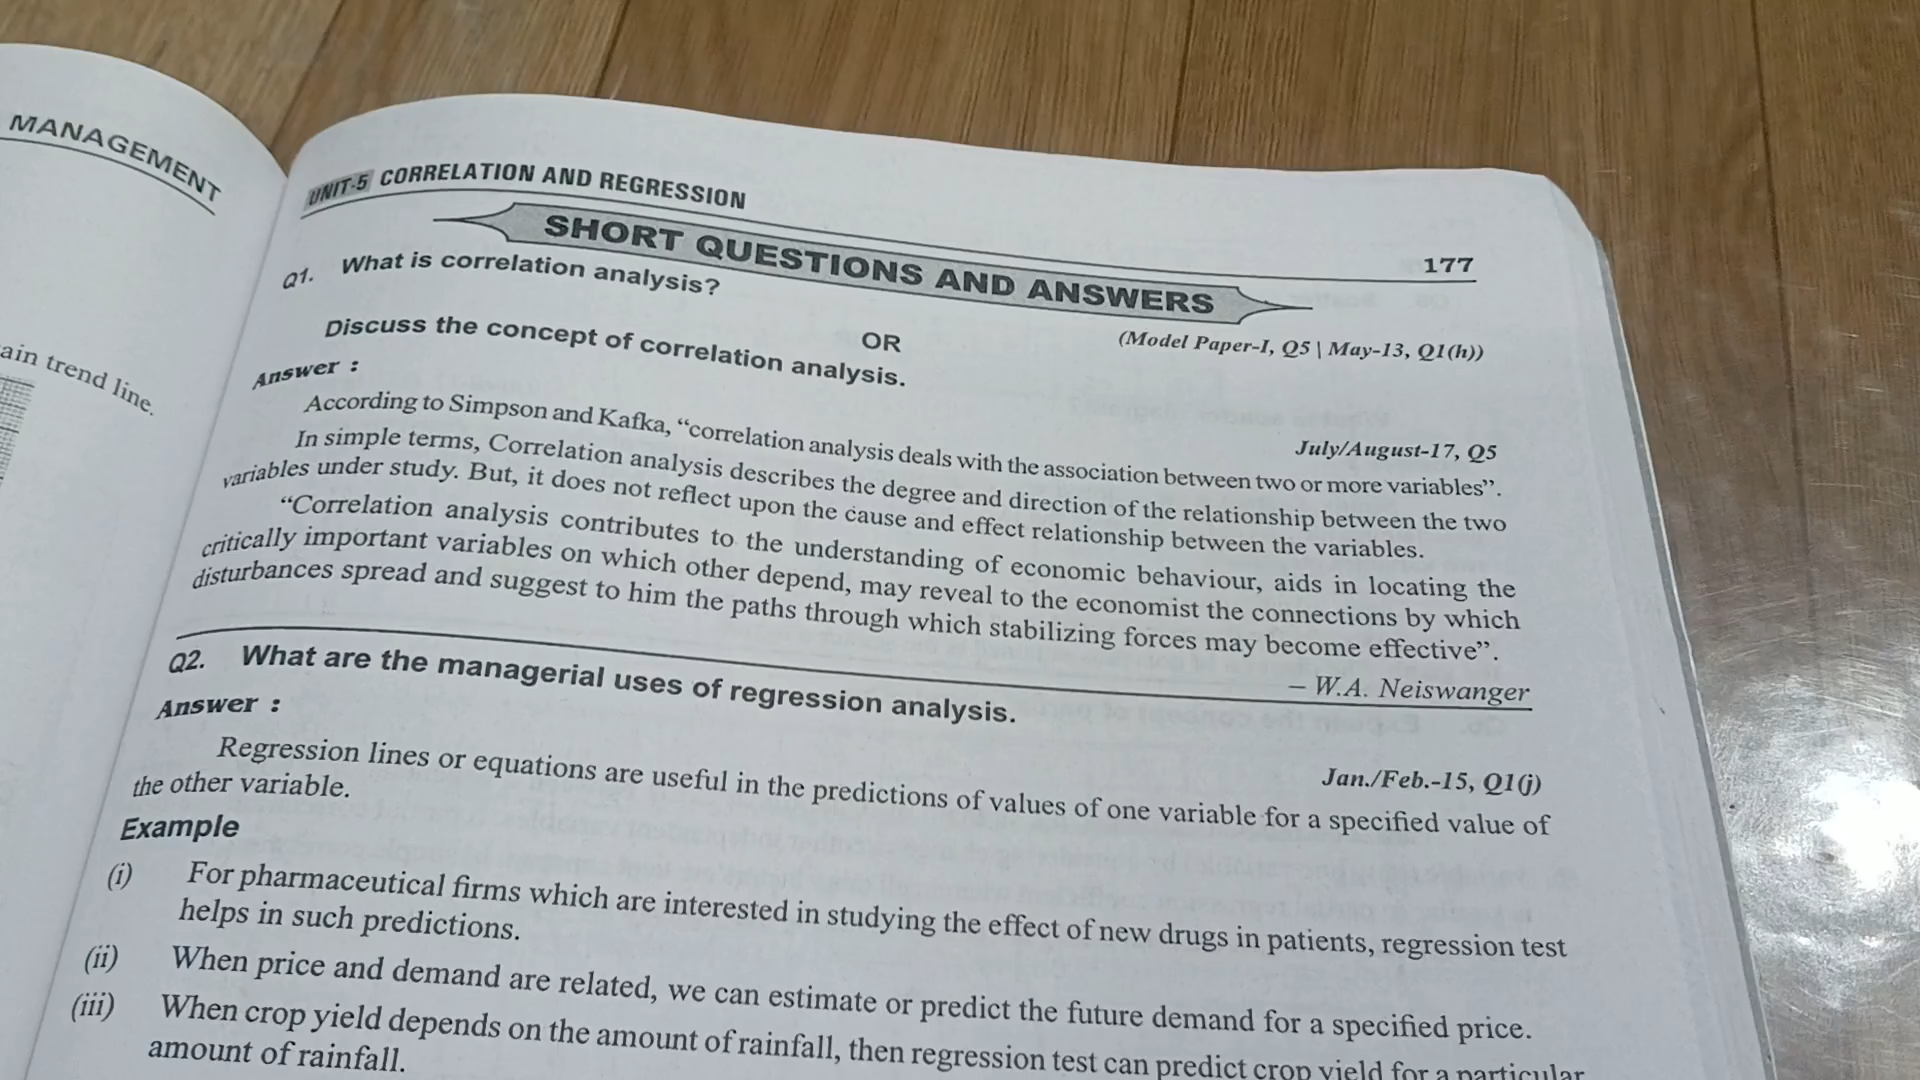 MANAGEMENT
ain trend line.
UNIT-5 CORRELATION AND REGRESSION
177
SHORT QUESTIONS AND ANSWERS
Q1. What is correlation analysis?
(Model Paper-I, Q5 | May-13, Q1(h))
OR
Discuss the concept of correlation analysis.
Answer :
July/August-17, Q5
According to Simpson and Kafka, “correlation analysis deals with the association between two or more variables”.
In simple terms, Correlation analysis describes the degree and direction of the relationship between the two
variables under study. But, it does not reflect upon the cause and effect relationship between the variables.
“Correlation analysis contributes to the understanding of economic behaviour, aids in locating the
critically important variables on which other depend, may reveal to the economist the connections by which
disturbances spread and suggest to him the paths through which stabilizing forces may become effective”.
– W.A. Neiswanger
Q2. What are the managerial uses of regression analysis.
Answer :
Jan./Feb.-15, Q1(j)
Regression lines or equations are useful in the predictions of values of one variable for a specified value of
the other variable.
Example
(i) For pharmaceutical firms which are interested in studying the effect of new drugs in patients, regression test
helps in such predictions.
(ii) When price and demand are related, we can estimate or predict the future demand for a specified price.
(iii) When crop yield depends on the amount of rainfall, then regression test can predict crop yield for a particular
amount of rainfall.